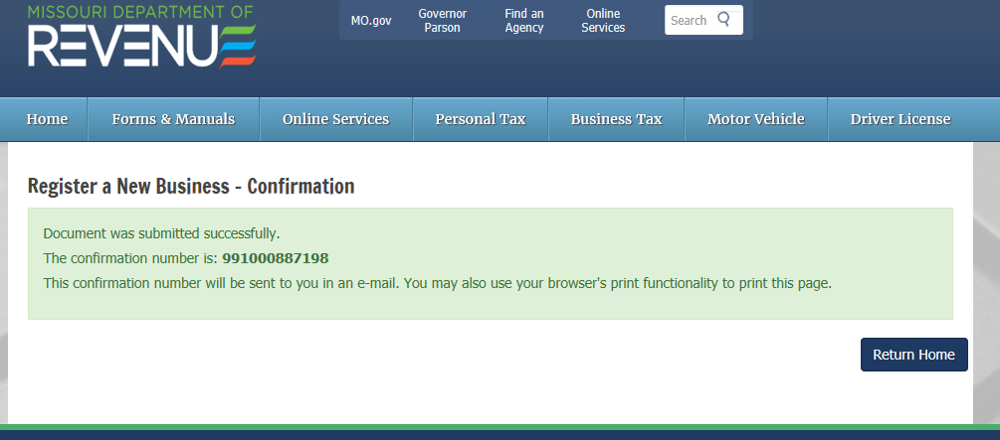 MISSOURI DEPARTMENT OF
REVENUE
MO.gov
Governor
Parson
Find an
Agency
Online
Services
Search
Home
Forms & Manuals
Online Services
Personal Tax
Business Tax
Motor Vehicle
Driver License
Register a New Business - Confirmation
Document was submitted successfully.
The confirmation number is: 991000887198
This confirmation number will be sent to you in an e-mail. You may also use your browser's print functionality to print this page.
Return Home